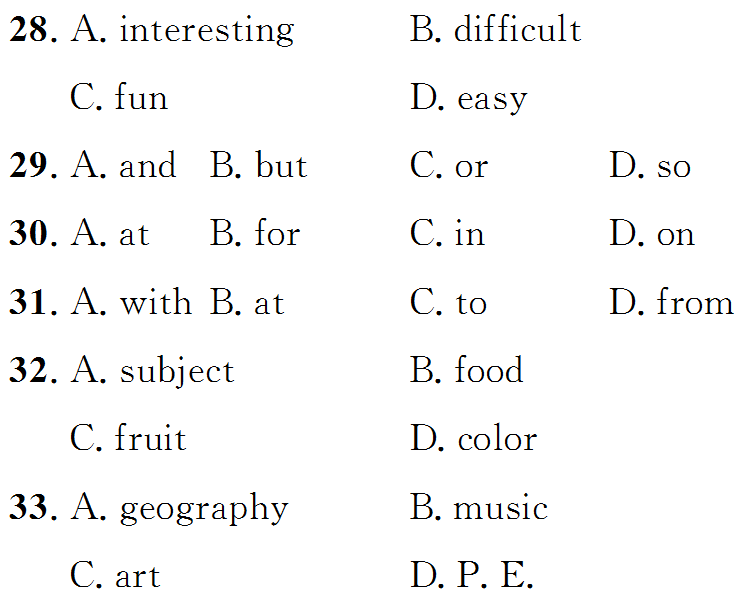 28. A. interesting B. difficult
C. fun D. easy
29. A. and B. but C. or D. so
30. A. at B. for C. in D. on
31. A. with B. at C. to D. from
32. A. subject B. food
C. fruit D. color
33. A. geography B. music
C. art D. P. E.